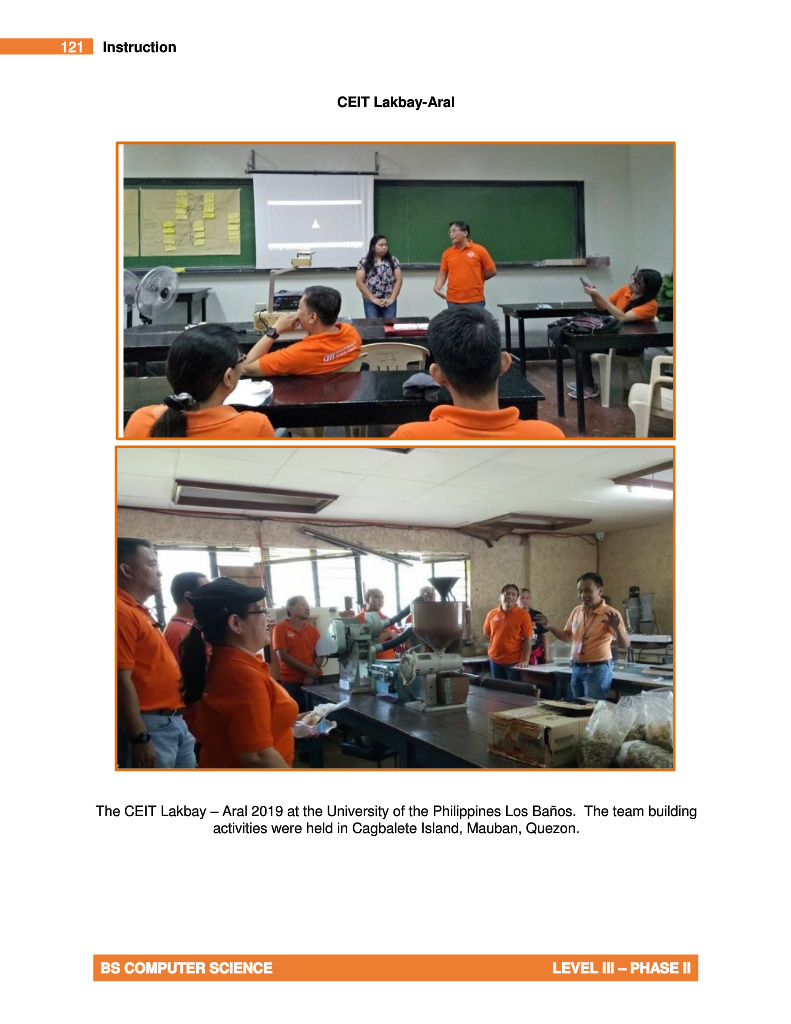 121 Instruction
CEIT Lakbay-Aral
The CEIT Lakbay – Aral 2019 at the University of the Philippines Los Baños. The team building
activities were held in Cagbalete Island, Mauban, Quezon.
BS COMPUTER SCIENCE LEVEL III – PHASE II